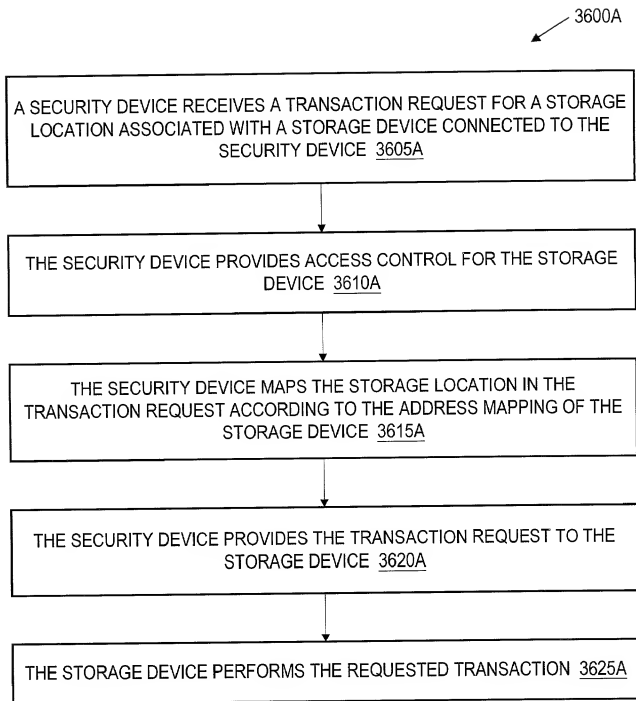 3600A
A SECURITY DEVICE RECEIVES A TRANSACTION REQUEST FOR A STORAGE
LOCATION ASSOCIATED WITH A STORAGE DEVICE CONNECTED TO THE
SECURITY DEVICE 3605A
THE SECURITY DEVICE PROVIDES ACCESS CONTROL FOR THE STORAGE
DEVICE 3610A
THE SECURITY DEVICE MAPS THE STORAGE LOCATION IN THE
TRANSACTION REQUEST ACCORDING TO THE ADDRESS MAPPING OF THE
STORAGE DEVICE 3615A
THE SECURITY DEVICE PROVIDES THE TRANSACTION REQUEST TO THE
STORAGE DEVICE 3620A
THE STORAGE DEVICE PERFORMS THE REQUESTED TRANSACTION 3625A